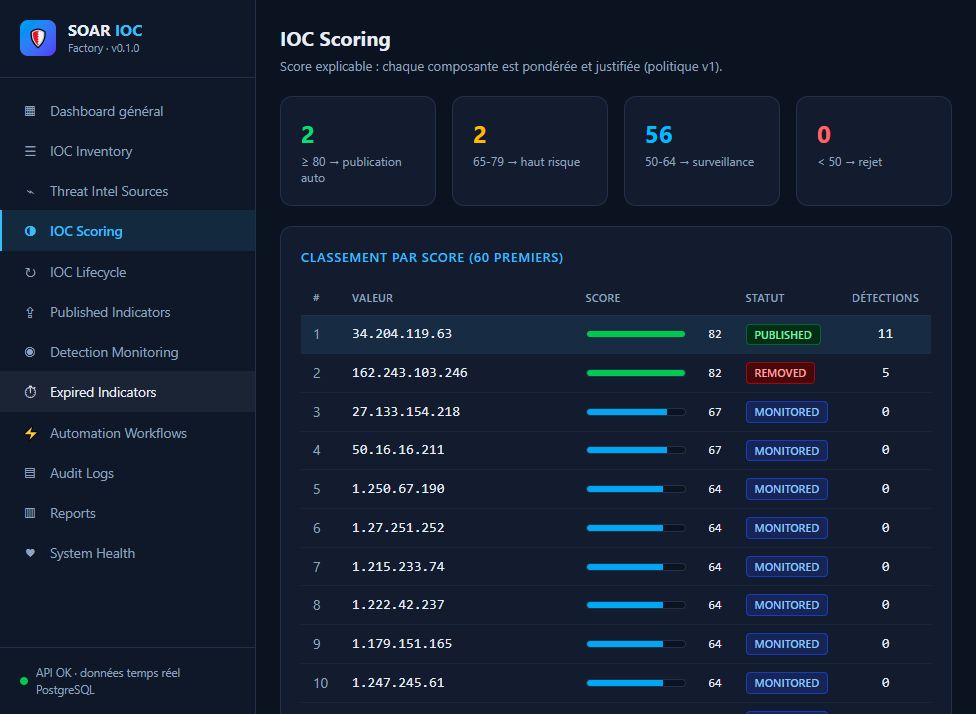 SOAR IOC
Factory · v0.1.0
Dashboard général
IOC Inventory
Threat Intel Sources
IOC Scoring
IOC Lifecycle
Published Indicators
Detection Monitoring
Expired Indicators
Automation Workflows
Audit Logs
Reports
System Health
API OK · données temps réel
PostgreSQL
IOC Scoring
Score explicable : chaque composante est pondérée et justifiée (politique v1).
2
≥ 80 → publication
auto
2
65-79 → haut risque
56
50-64 → surveillance
0
< 50 → rejet
CLASSEMENT PAR SCORE (60 PREMIERS)
# VALEUR SCORE STATUT DÉTECTIONS
1 34.204.119.63 82 PUBLISHED 11
2 162.243.103.246 82 REMOVED 5
3 27.133.154.218 67 MONITORED 0
4 50.16.16.211 67 MONITORED 0
5 1.250.67.190 64 MONITORED 0
6 1.27.251.252 64 MONITORED 0
7 1.215.233.74 64 MONITORED 0
8 1.222.42.237 64 MONITORED 0
9 1.179.151.165 64 MONITORED 0
10 1.247.245.61 64 MONITORED 0